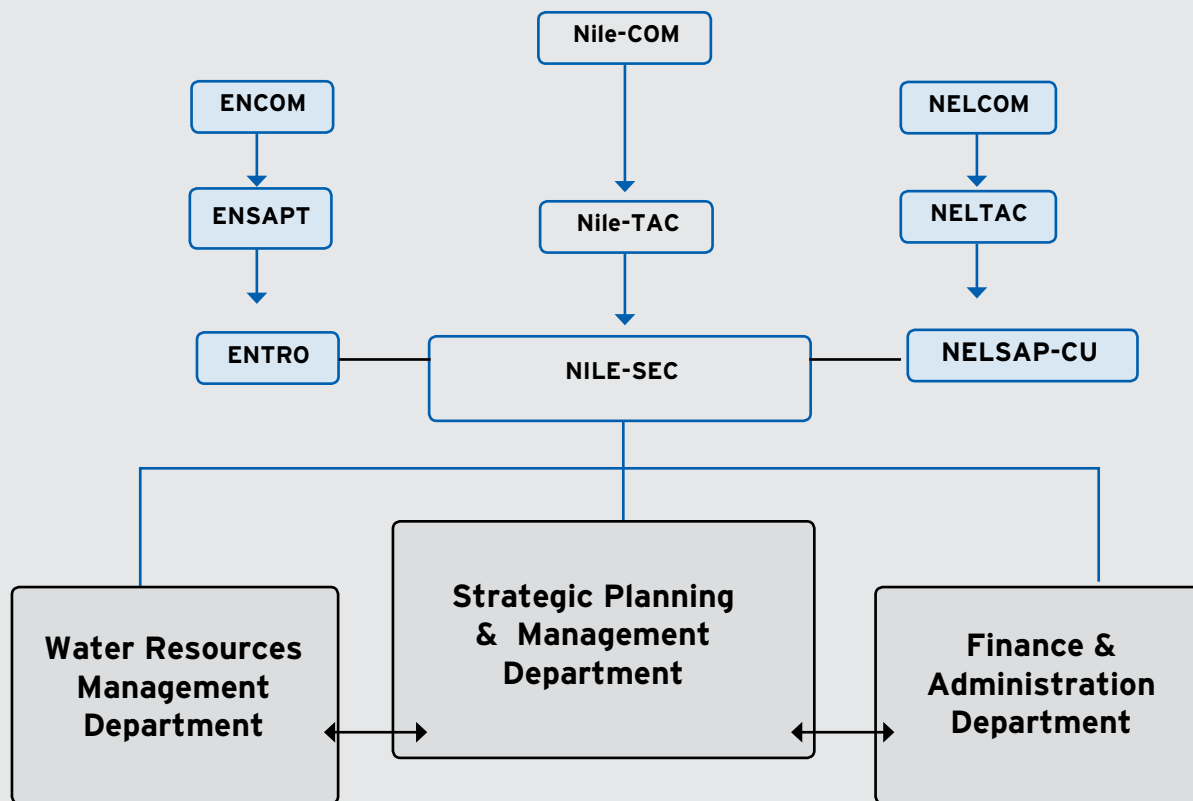 Nile-COM
ENCOM
NELCOM
ENSAPT
Nile-TAC
NELTAC
ENTRO
NILE-SEC
NELSAP-CU
Water Resources
Management
Department
Strategic Planning
& Management
Department
Finance &
Administration
Department